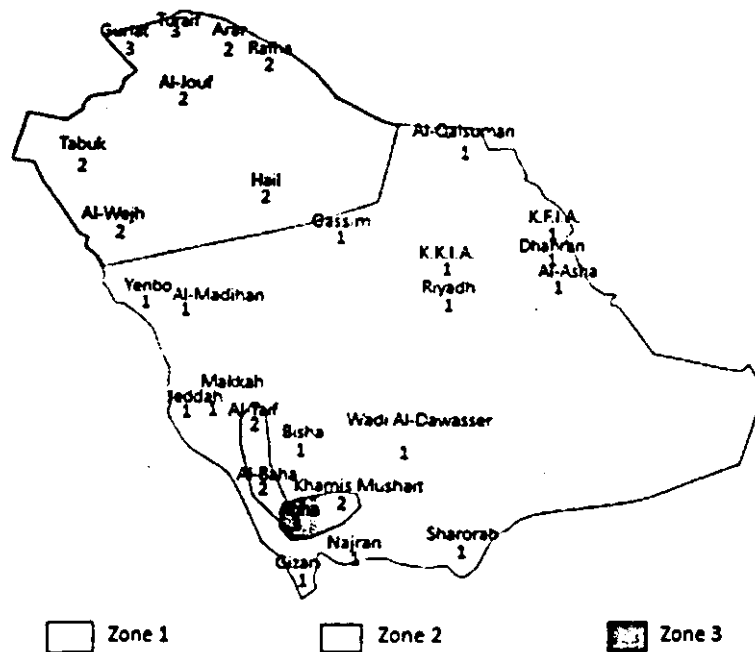 Turaif
3
Guriat
3
Arar
2
Rafha
2
Al-Jouf
2
Al-Qaisumah
1
Tabuk
2
Hail
2
Al-Wejh
2
Qassim
1
K.F.I.A.
1
Dhahran
1
K.K.I.A.
1
Al-Asha
1
Yenbo
1
Al-Madihan
1
Riyadh
1
Makkah
1
Jeddah
1
Al-Taif
2
Bisha
1
Wadi Al-Dawasser
1
Al-Baha
2
Khamis Mushait
2
Abha
3
Najran
1
Sharorah
1
Gizan
1
Zone 1
Zone 2
Zone 3